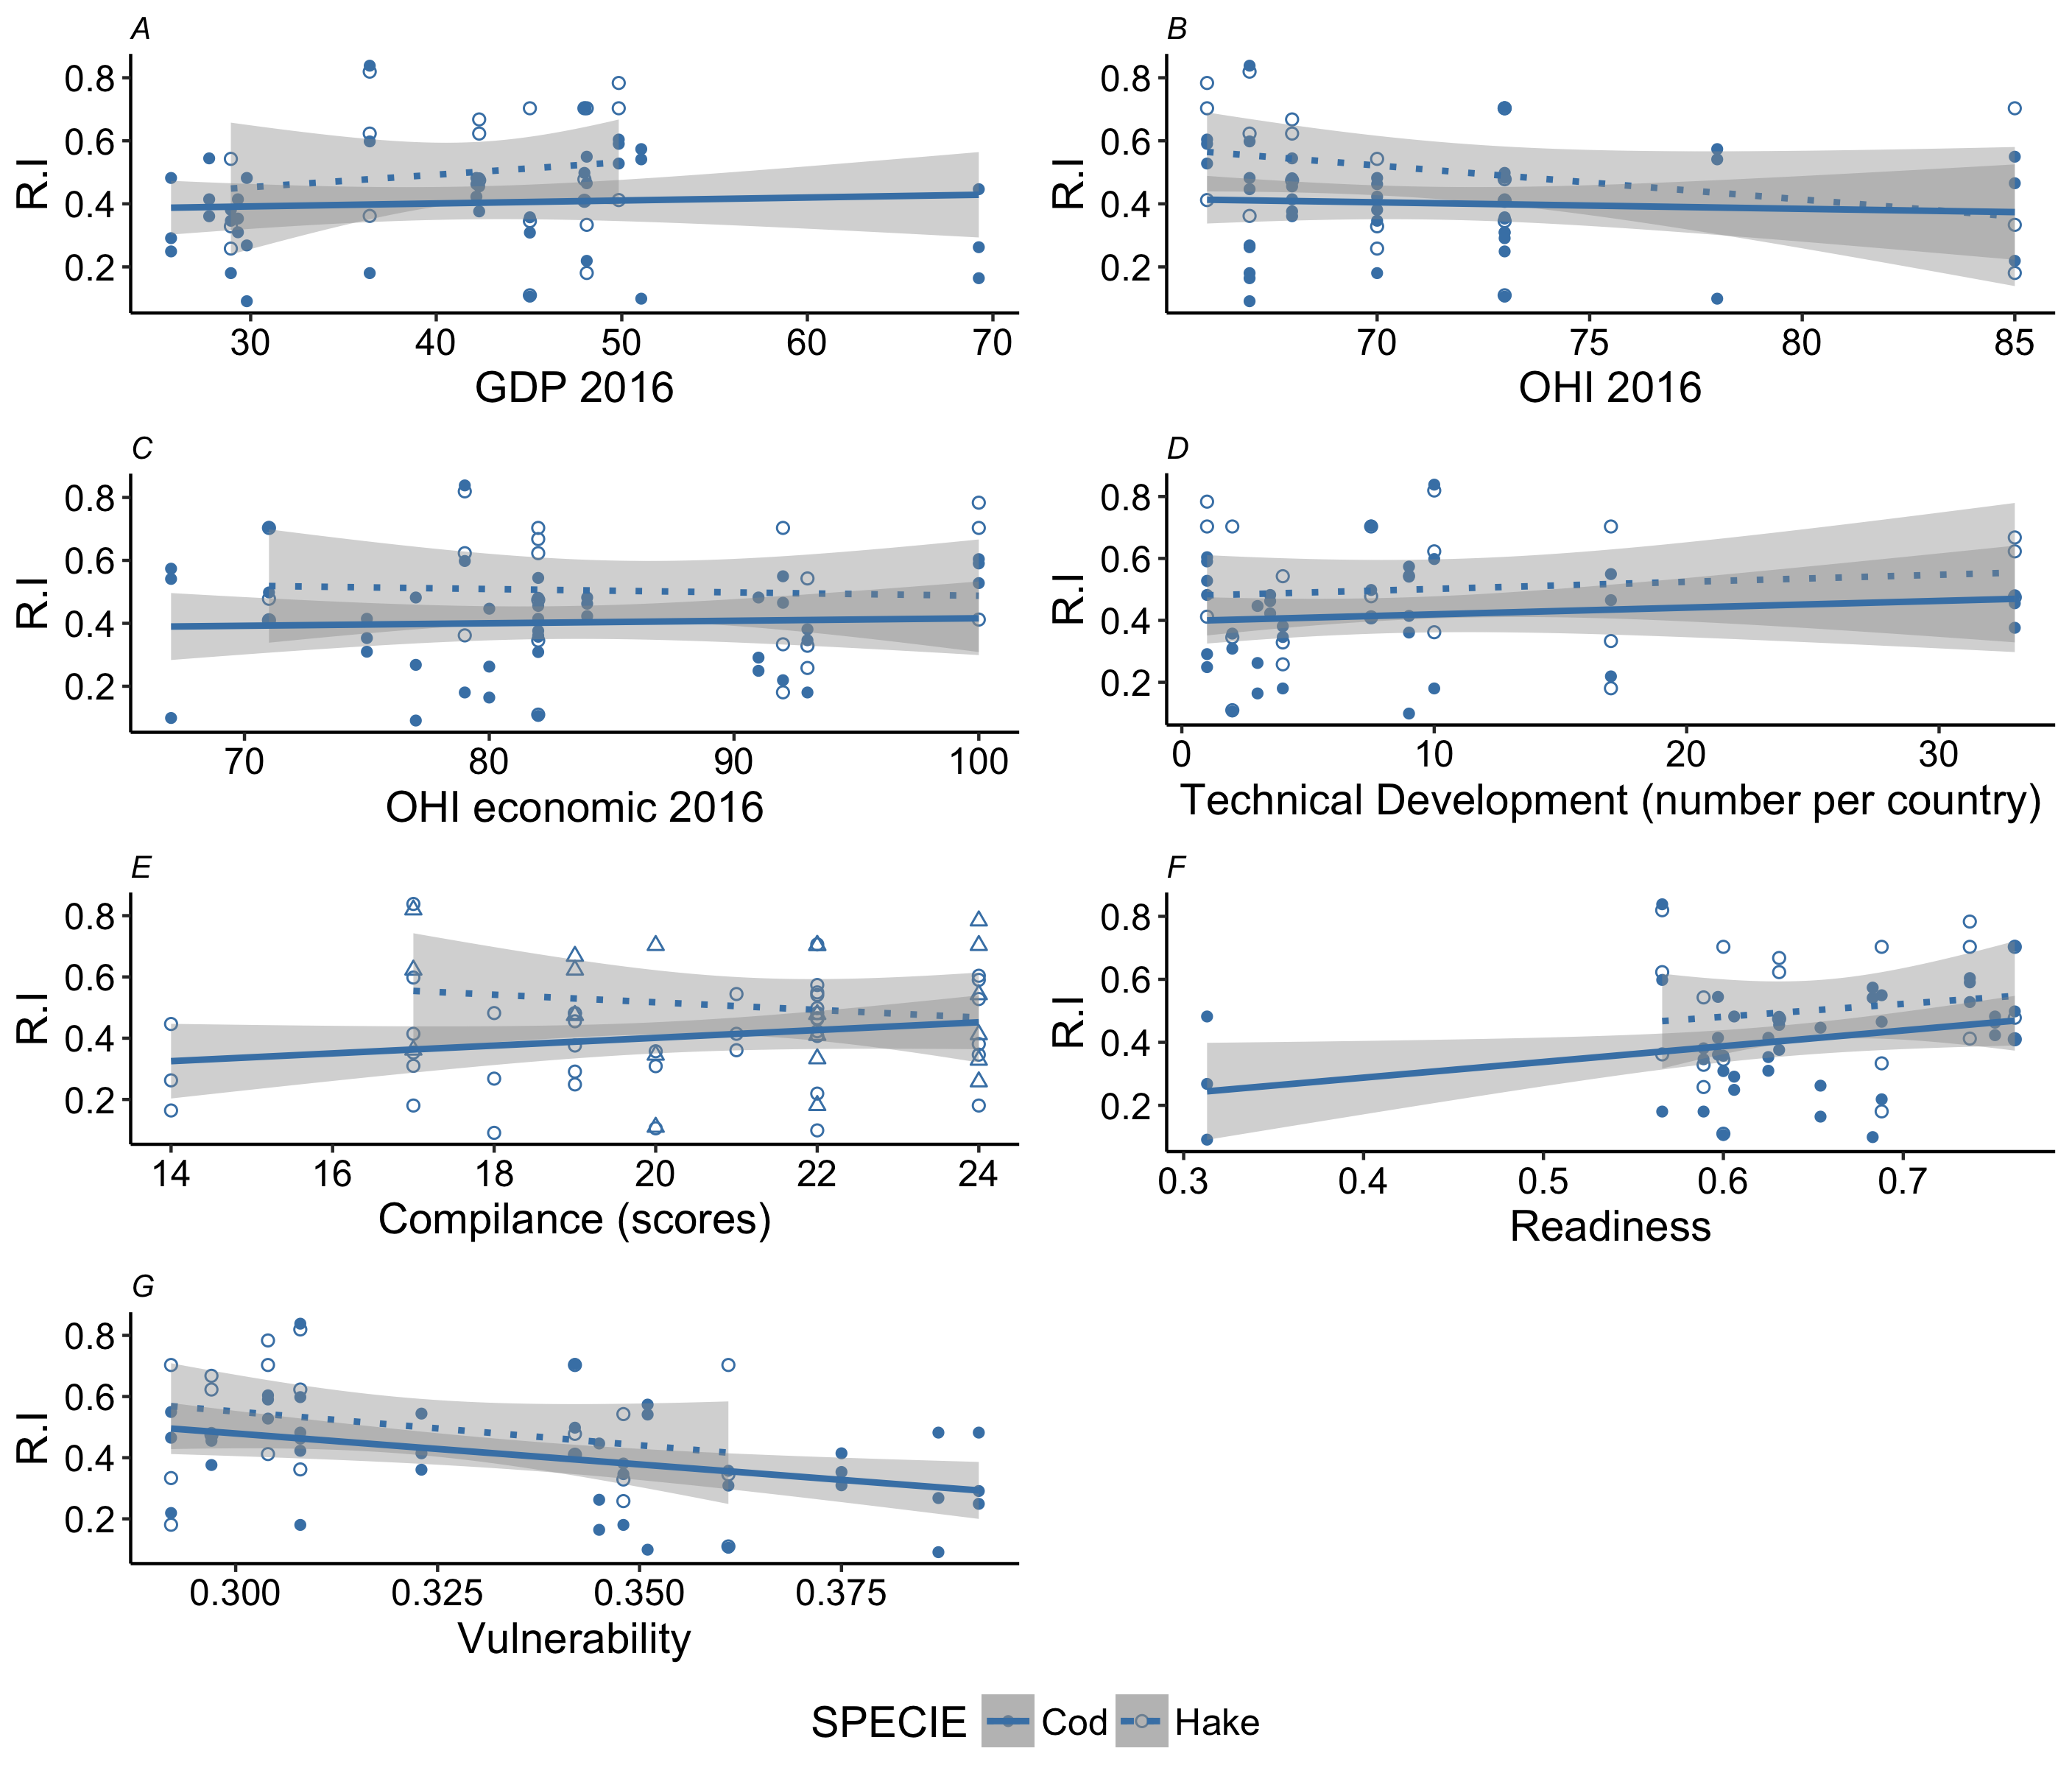 A
R.I
0.8
0.6
0.4
0.2
30 40 50 60 70
GDP 2016
B
R.I
0.8
0.6
0.4
0.2
70 75 80 85
OHI 2016
C
R.I
0.8
0.6
0.4
0.2
70 80 90 100
OHI economic 2016
D
R.I
0.8
0.6
0.4
0.2
0 10 20 30
Technical Development (number per country)
E
R.I
0.8
0.6
0.4
0.2
14 16 18 20 22 24
Compilance (scores)
F
R.I
0.8
0.6
0.4
0.2
0.3 0.4 0.5 0.6 0.7
Readiness
G
R.I
0.8
0.6
0.4
0.2
0.300 0.325 0.350 0.375
Vulnerability
SPECIE Cod Hake